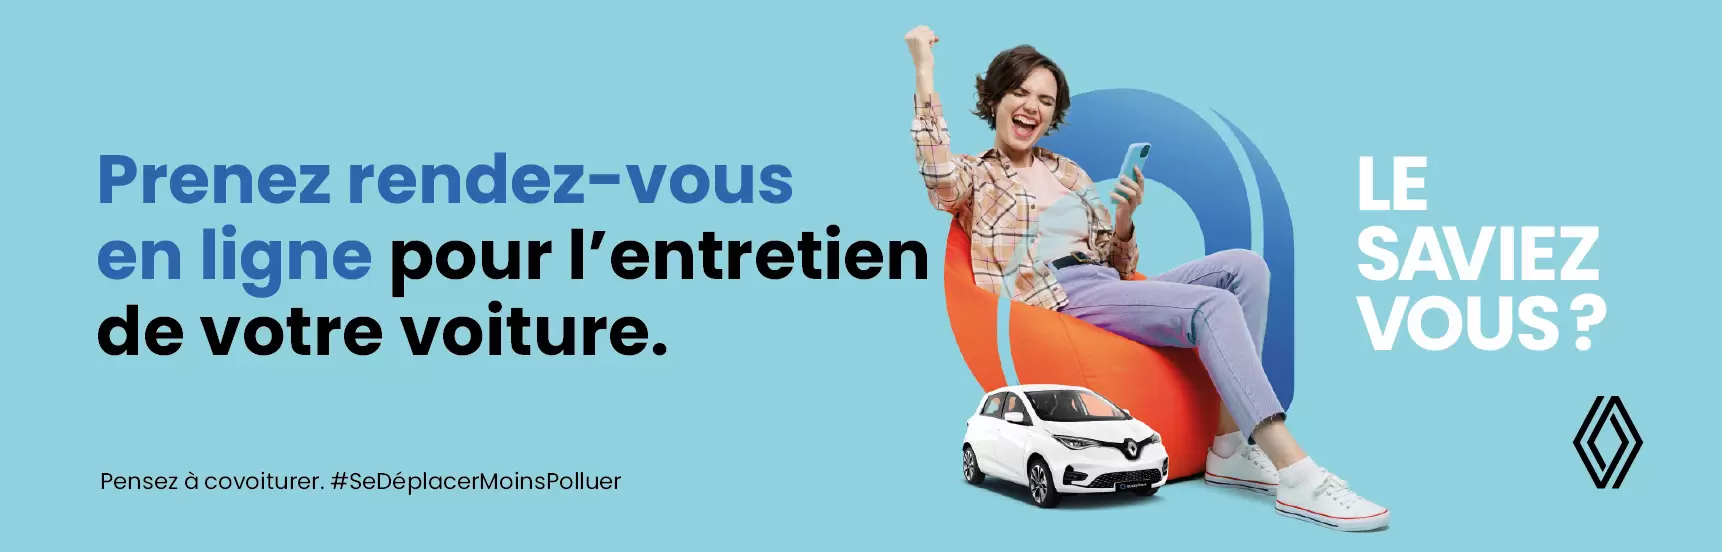 Prenez rendez-vous
en ligne pour l’entretien
de votre voiture.
Pensez à covoiturer. #SeDéplacerMoinsPolluer
LE
SAVIEZ
VOUS ?